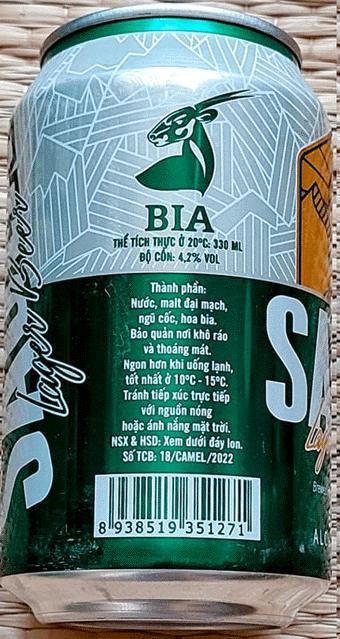 BIA
THỂ TÍCH THỰC Ở 20°C: 330 ML
ĐỘ CỒN: 4,2% VOL
Thành phần:
Nước, malt đại mạch,
ngũ cốc, hoa bia.
Bảo quản nơi khô ráo
và thoáng mát.
Ngon hơn khi uống lạnh,
tốt nhất ở 10°C - 15°C.
Tránh tiếp xúc trực tiếp
với nguồn nóng
hoặc ánh nắng mặt trời.
NSX & HSD: Xem dưới đáy lon.
Số TCB: 18/CAMEL/2022
8 938519 351271
Lager Beer